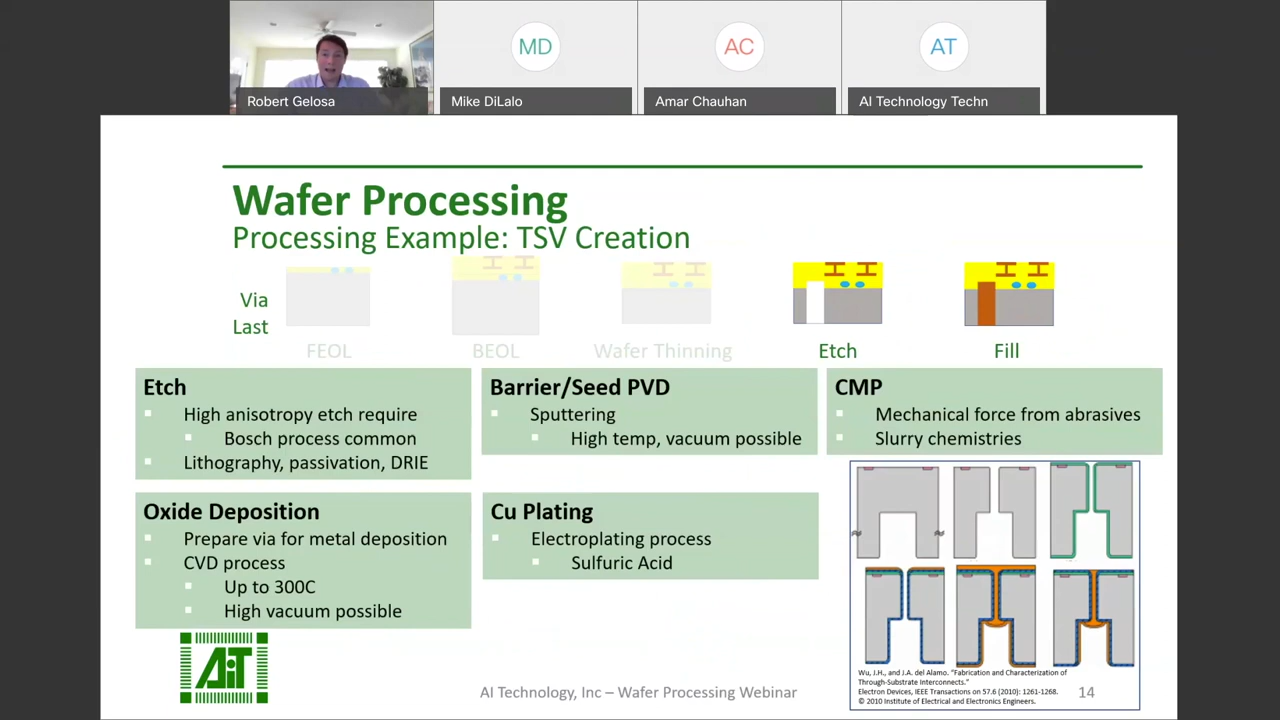 MD
AC
AT
Robert Gelosa
Mike DiLalo
Amar Chauhan
AI Technology Techn
Wafer Processing
Processing Example: TSV Creation
Via
Last
FEOL
BEOL
Wafer Thinning
Etch
Fill
Etch
High anisotropy etch require
Bosch process common
Lithography, passivation, DRIE
Barrier/Seed PVD
Sputtering
High temp, vacuum possible
CMP
Mechanical force from abrasives
Slurry chemistries
Oxide Deposition
Prepare via for metal deposition
CVD process
Up to 300C
High vacuum possible
Cu Plating
Electroplating process
Sulfuric Acid
Wu, J.H., and J.A. del Alamo. "Fabrication and Characterization of
Through-Substrate Interconnects."
Electron Devices, IEEE Transactions on 57.6 (2010): 1261-1268.
© 2010 Institute of Electrical and Electronics Engineers.
AiT
AI Technology, Inc – Wafer Processing Webinar
14